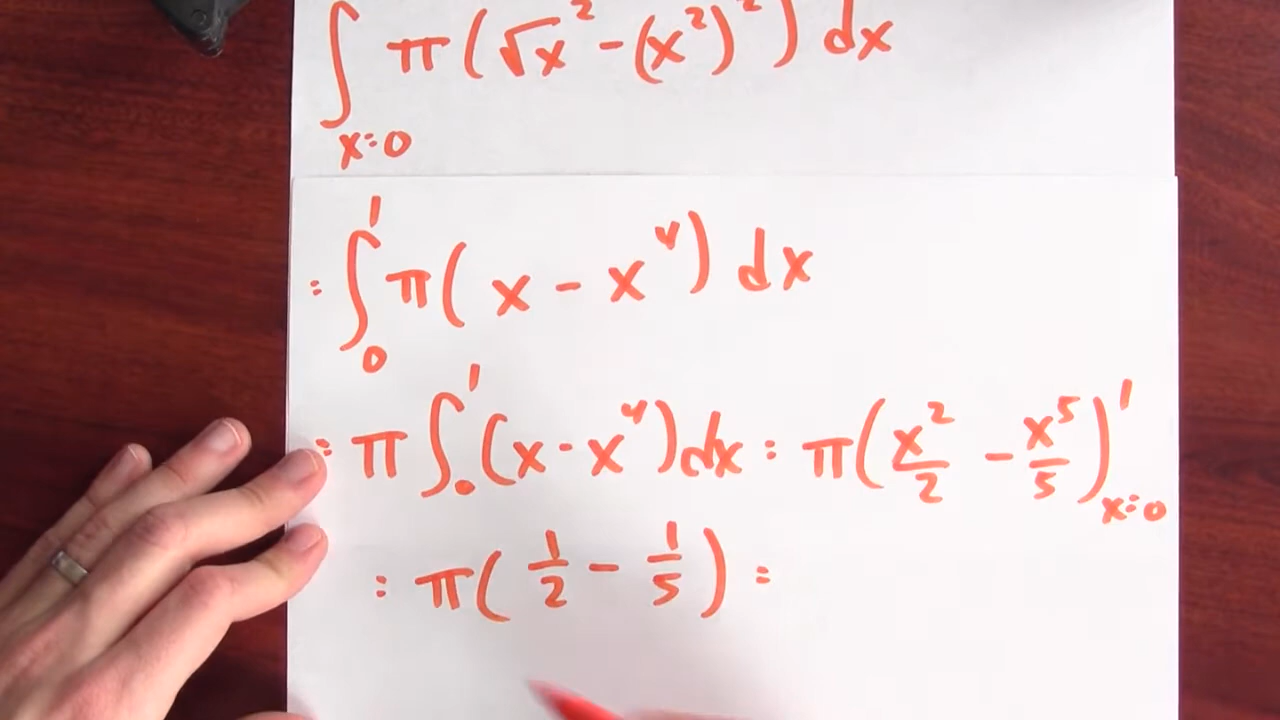 ∫ π(√x² - (x²)²) dx
x=0
= ∫₀¹ π(x - x⁴) dx
= π ∫₀¹ (x - x⁴) dx = π(x²/2 - x⁵/5)¹ₓ₌₀
= π(1/2 - 1/5) =